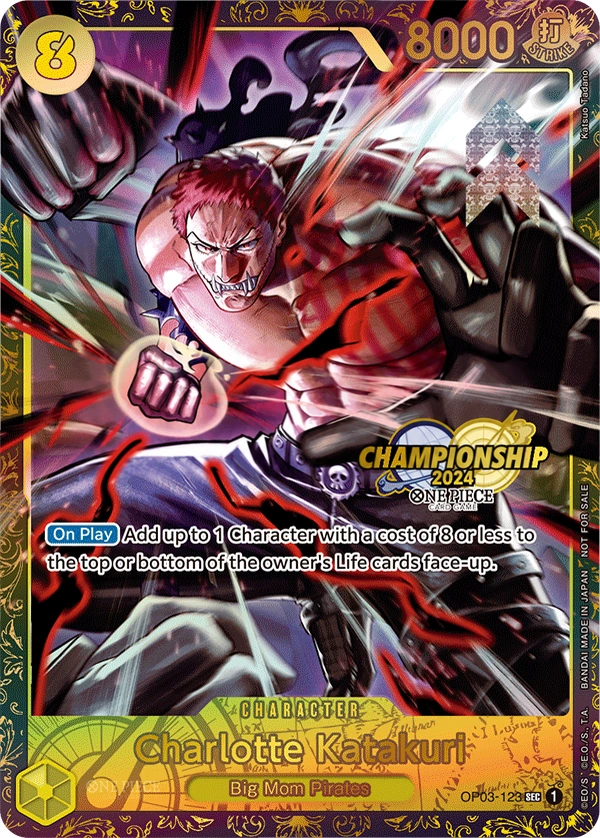 8
8000
打
STRIKE
Katsuo Tadano
CHAMPIONSHIP
2024
ONE PIECE
CARD GAME
On Play Add up to 1 Character with a cost of 8 or less to
the top or bottom of the owner's Life cards face-up.
CHARACTER
Charlotte Katakuri
Big Mom Pirates
ONE PIECE
OP03-123 SEC 1
©E.O/S ©E.O./S., T.A. BANDAI MADE IN JAPAN NOT FOR SALE